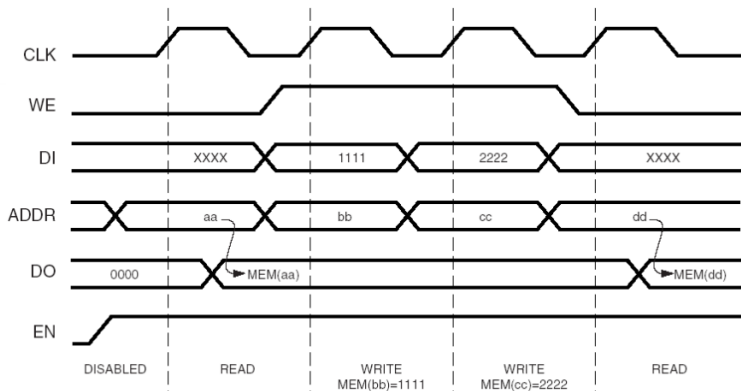 CLK
WE
DI XXXX 1111 2222 XXXX
ADDR aa bb cc dd
DO 0000 MEM(aa) MEM(dd)
EN
DISABLED READ WRITE WRITE READ
MEM(bb)=1111 MEM(cc)=2222